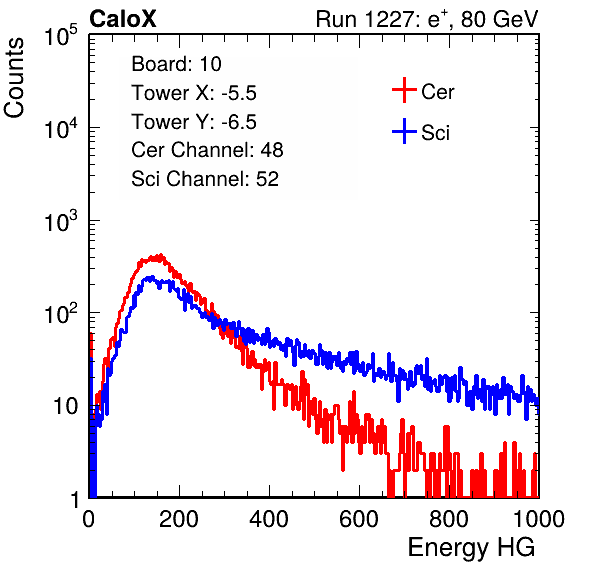 CaloX Run 1227: e⁺, 80 GeV
Counts
Board: 10
Tower X: -5.5
Tower Y: -6.5
Cer Channel: 48
Sci Channel: 52
Cer
Sci
10⁵
10⁴
10³
10²
10
1
0 200 400 600 800 1000
Energy HG